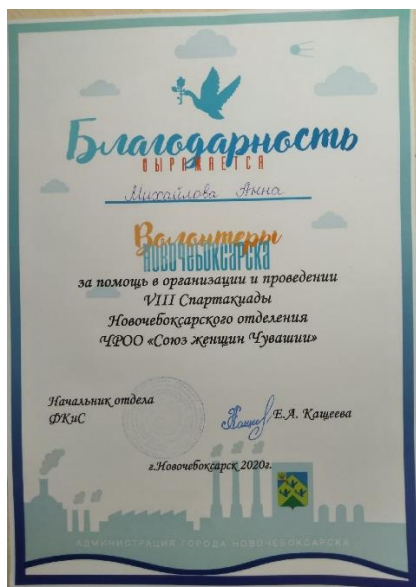 Благодарность
ВЫРАЖАЕТСЯ
Михайлова Анна
Волонтеры
НОВОЧЕБОКСАРСКА
за помощь в организации и проведении
VIII Спартакиады
Новочебоксарского отделения
ЧРОО «Союз женщин Чувашии»
Начальник отдела
ФКиС
Е.А. Кащеева
г.Новочебоксарск 2020г.
АДМИНИСТРАЦИЯ ГОРОДА НОВОЧЕБОКСАРСКА